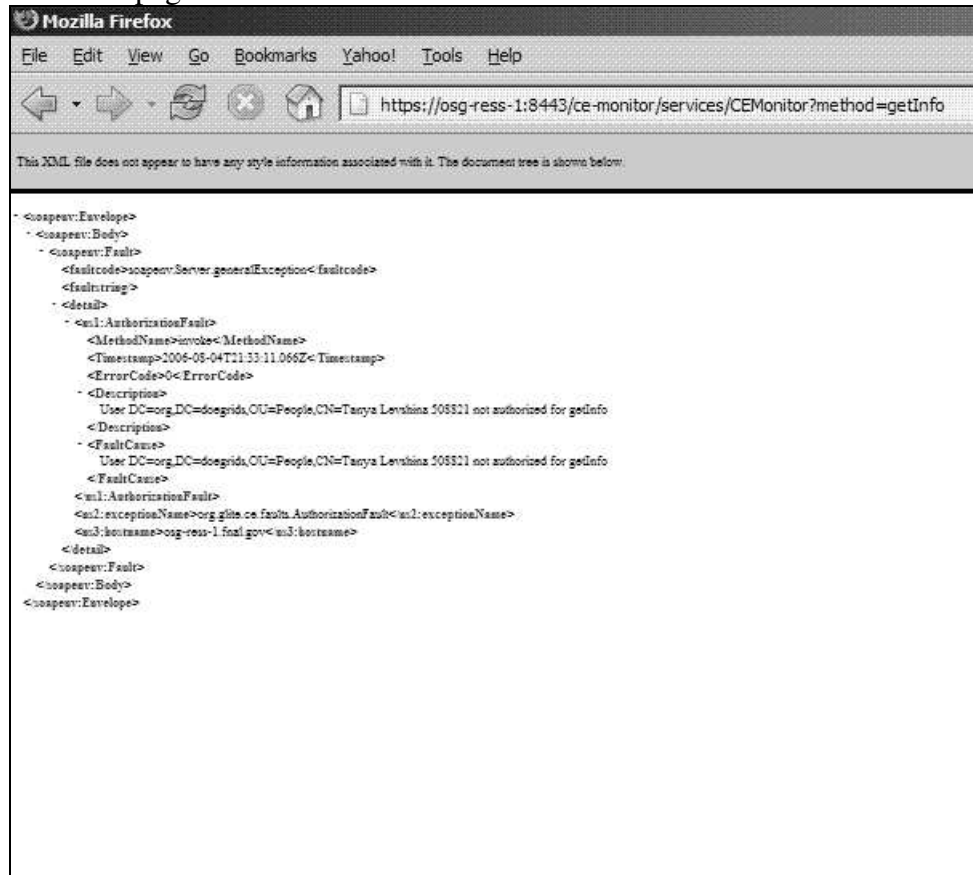 Mozilla Firefox
File Edit View Go Bookmarks Yahoo! Tools Help
https://osg-ress-1:8443/ce-monitor/services/CEMonitor?method=getInfo
This XML file does not appear to have any style information associated with it. The document tree is shown below.
- <soapenv:Envelope>
- <soapenv:Body>
- <soapenv:Fault>
<faultcode>soapenv:Server.generalException</faultcode>
<faultstring/>
- <detail>
- <ns1:AuthorizationFault>
<MethodName>invoke</MethodName>
<Timestamp>2006-08-04T21:33:11.066Z</Timestamp>
<ErrorCode>0</ErrorCode>
- <Description>
User DC=org,DC=doegrids,OU=People,CN=Tanya Levshina 508821 not authorized for getInfo
</Description>
- <FaultCause>
User DC=org,DC=doegrids,OU=People,CN=Tanya Levshina 508821 not authorized for getInfo
</FaultCause>
</ns1:AuthorizationFault>
<ns2:exceptionName>org.glite.ce.faults.AuthorizationFault</ns2:exceptionName>
<ns3:hostname>osg-ress-1.fnal.gov</ns3:hostname>
</detail>
</soapenv:Fault>
</soapenv:Body>
</soapenv:Envelope>